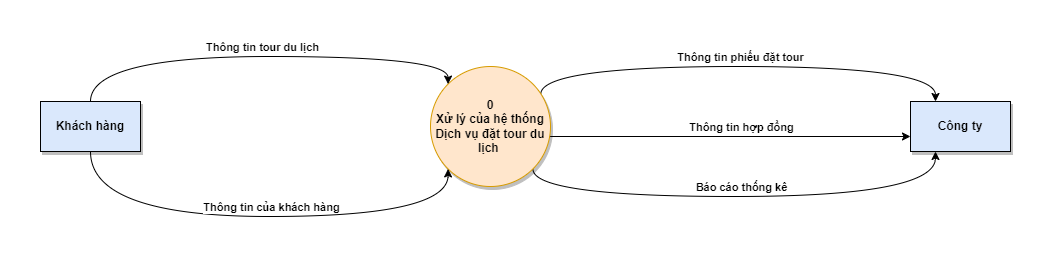 Thông tin tour du lịch
Thông tin phiếu đặt tour
Khách hàng
0
Xử lý của hệ thống
Dịch vụ đặt tour du
lịch
Thông tin hợp đồng
Công ty
Thông tin của khách hàng
Báo cáo thống kê